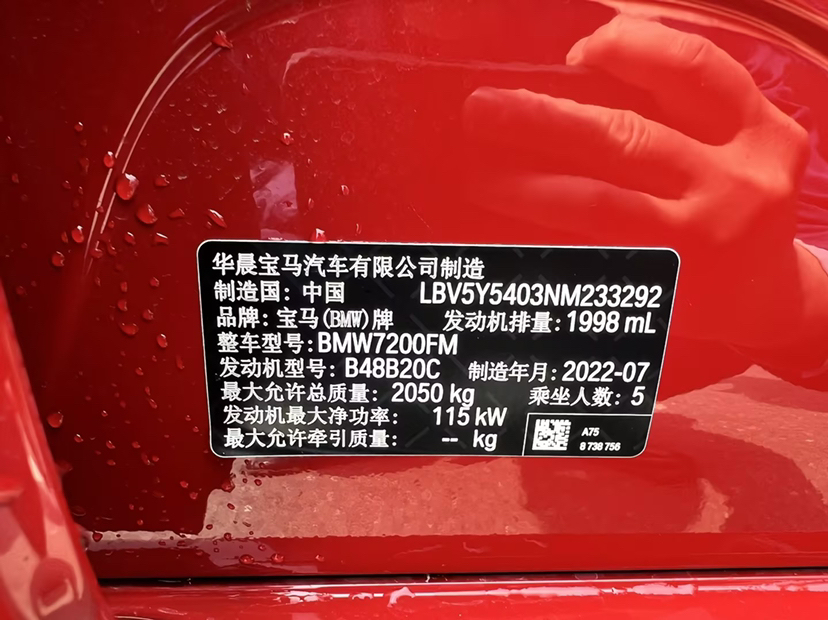 华晨宝马汽车有限公司制造
制造国：中国 LBV5Y5403NM233292
品牌：宝马(BMW)牌 发动机排量：1998 mL
整车型号：BMW7200FM
发动机型号：B48B20C 制造年月：2022-07
最大允许总质量：2050 kg 乘坐人数：5
发动机最大净功率：115 kW
最大允许牵引质量：-- kg
A75
8 738 756